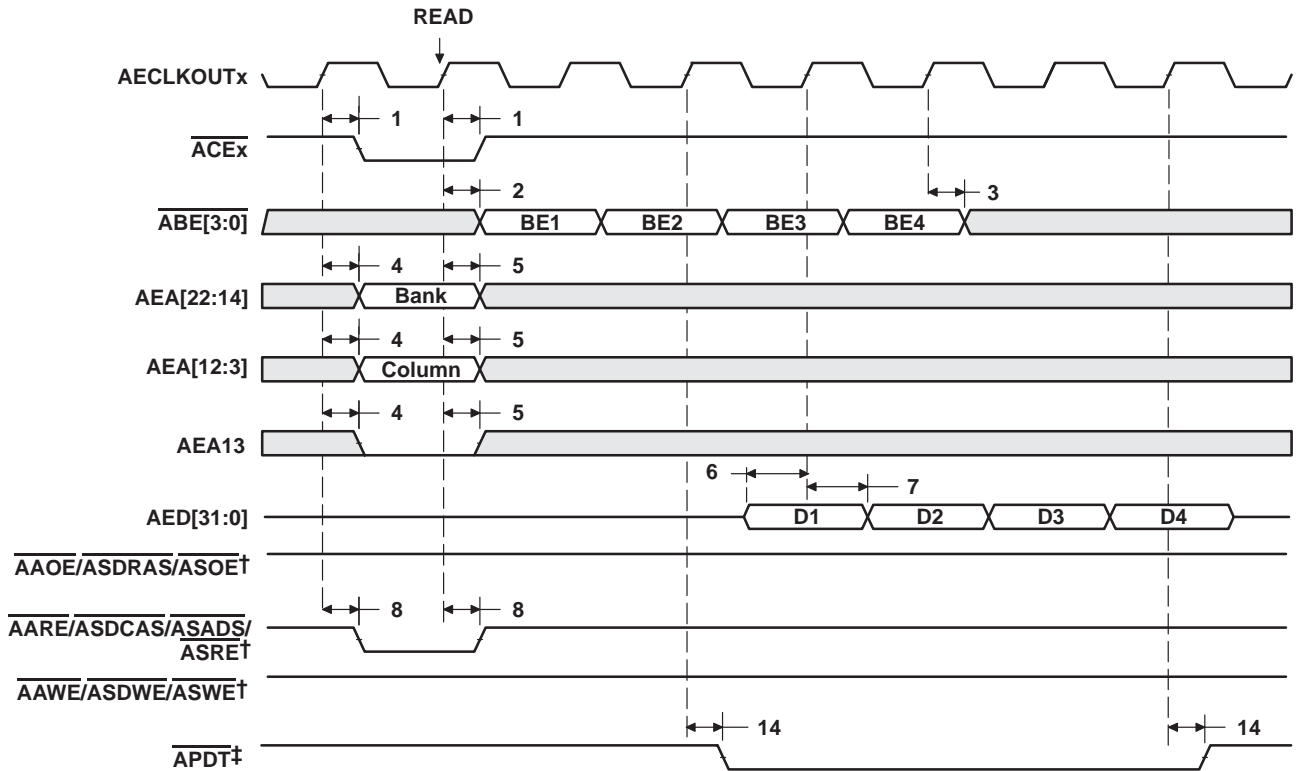 READ
AECLKOUTx
1 1
ACEx
2 3
ABE[3:0] BE1 BE2 BE3 BE4
4 5
AEA[22:14] Bank
4 5
AEA[12:3] Column
4 5
AEA13
6 7
AED[31:0] D1 D2 D3 D4
AAOE/ASDRAS/ASOE†
8 8
AARE/ASDCAS/ASADS/
ASRE†
AAWE/ASDWE/ASWE†
14 14
APDT‡